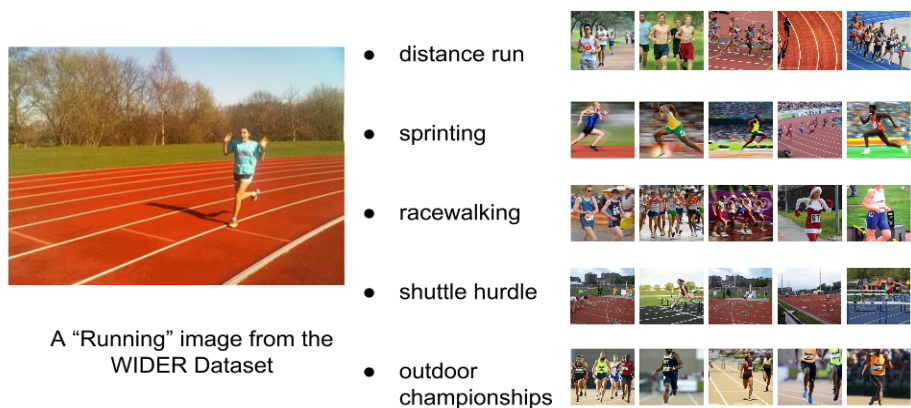 ● distance run
● sprinting
● racewalking
● shuttle hurdle
A “Running” image from the
WIDER Dataset
● outdoor
championships